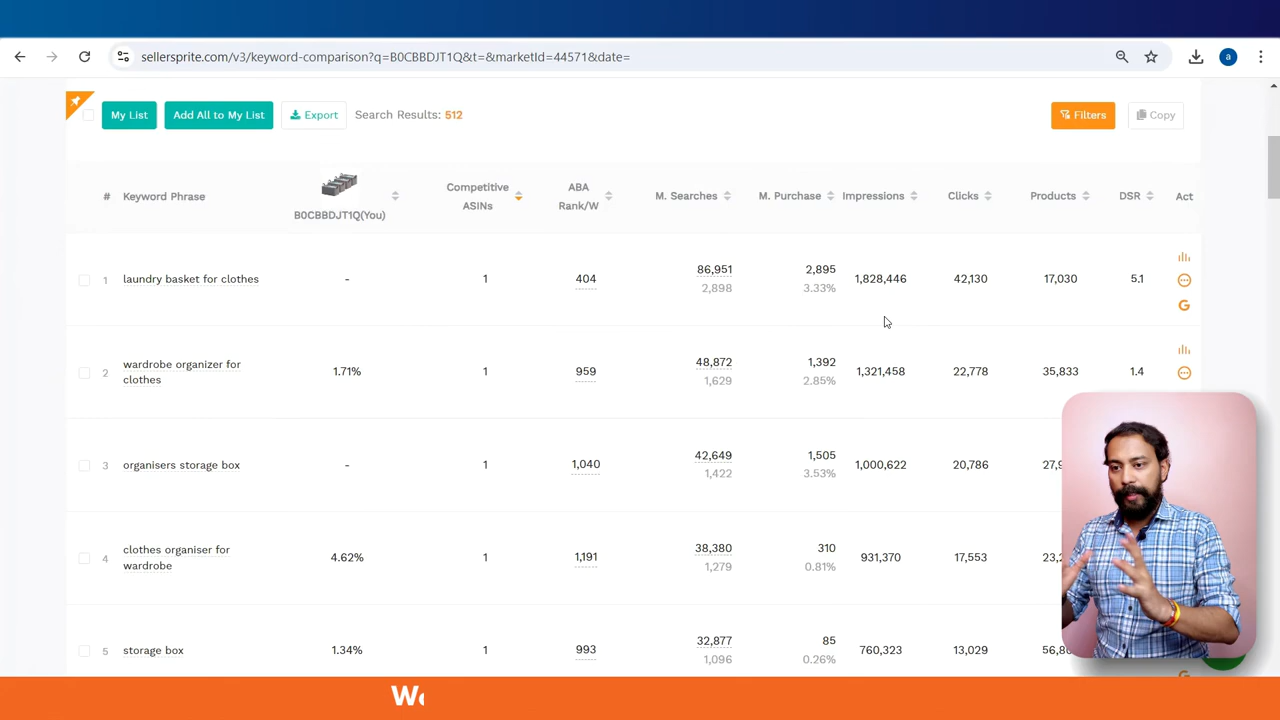 sellersprite.com/v3/keyword-comparison?q=B0CBBDJT1Q&t=&marketId=44571&date=
a
My List
Add All to My List
Export
Search Results: 512
Filters
Copy
# Keyword Phrase B0CBBDJT1Q(You) Competitive ASINs ABA Rank/W M. Searches M. Purchase Impressions Clicks Products DSR Act
1 laundry basket for clothes - 1 404 86,951 2,895 1,828,446 42,130 17,030 5.1
2,898 3.33%
G
2 wardrobe organizer for clothes 1.71% 1 959 48,872 1,392 1,321,458 22,778 35,833 1.4
1,629 2.85%
3 organisers storage box - 1 1,040 42,649 1,505 1,000,622 20,786
1,422 3.53%
4 clothes organiser for wardrobe 4.62% 1 1,191 38,380 310 931,370 17,553
1,279 0.81%
5 storage box 1.34% 1 993 32,877 85 760,323 13,029
1,096 0.26%